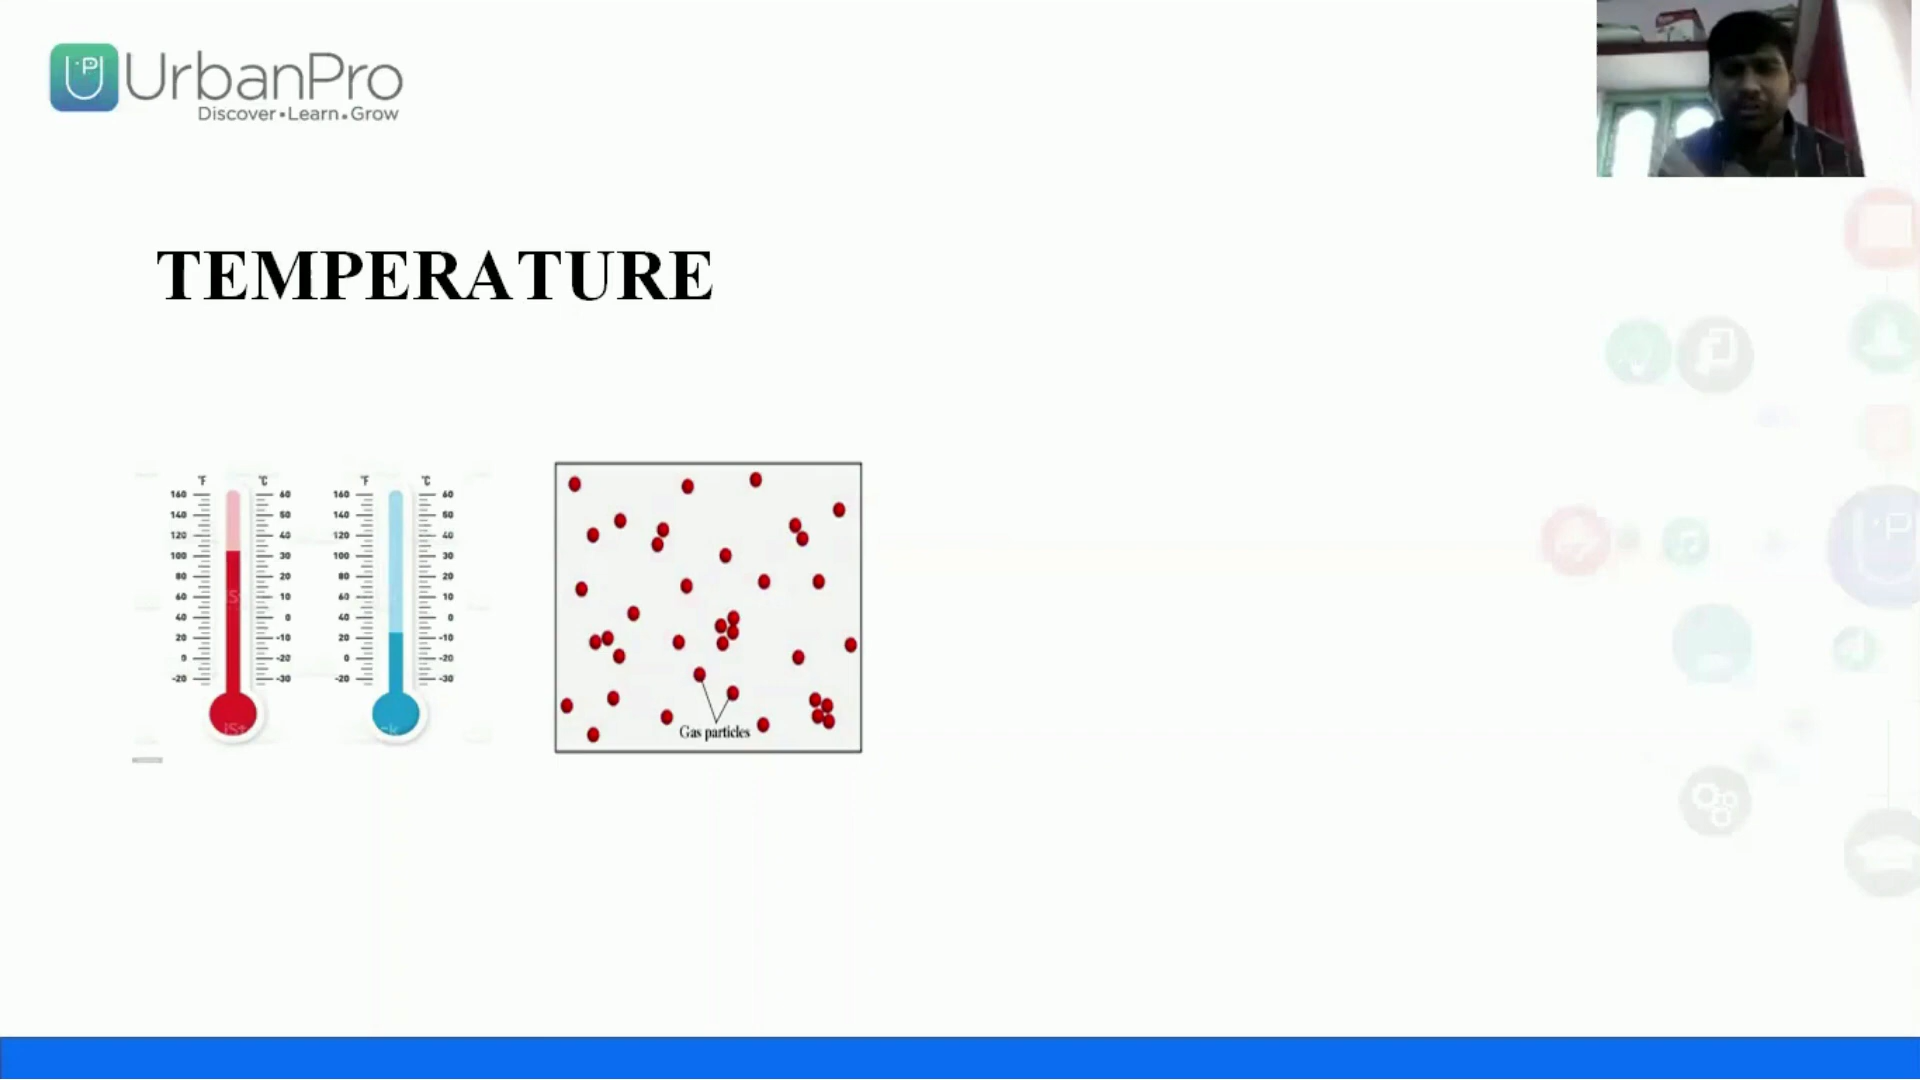 UrbanPro
Discover•Learn•Grow
TEMPERATURE
°F °C °F °C
160 60 160 60
140 50 140 50
120 40 120 40
100 30 100 30
80 20 80 20
60 10 60 10
40 0 40 0
20 -10 20 -10
0 -20 0 -20
-20 -30 -20 -30
Gas particles